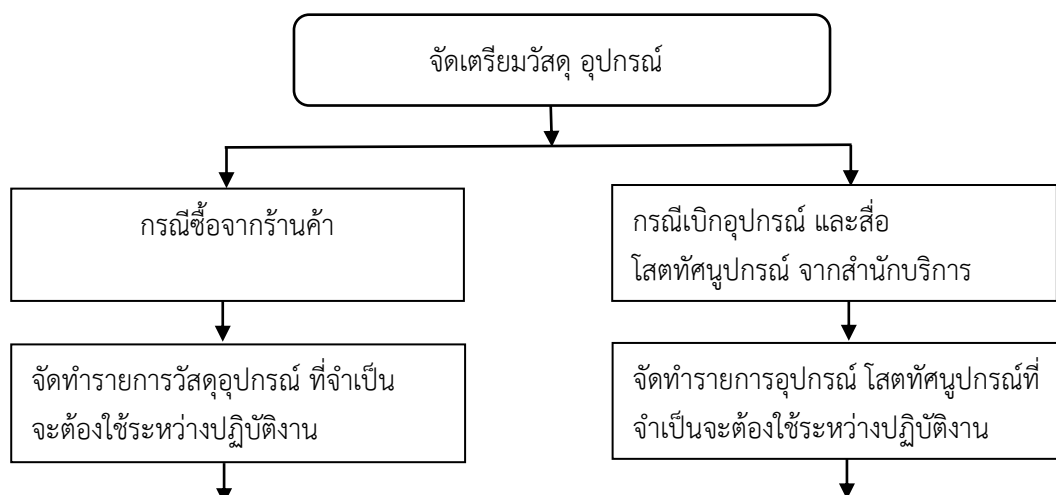 จัดเตรียมวัสดุ อุปกรณ์
กรณีซื้อจากร้านค้า
กรณีเบิกอุปกรณ์ และสื่อ
โสตทัศนูปกรณ์ จากสำนักบริการ
จัดทำรายการวัสดุอุปกรณ์ ที่จำเป็น
จะต้องใช้ระหว่างปฏิบัติงาน
จัดทำรายการอุปกรณ์ โสตทัศนูปกรณ์ที่
จำเป็นจะต้องใช้ระหว่างปฏิบัติงาน